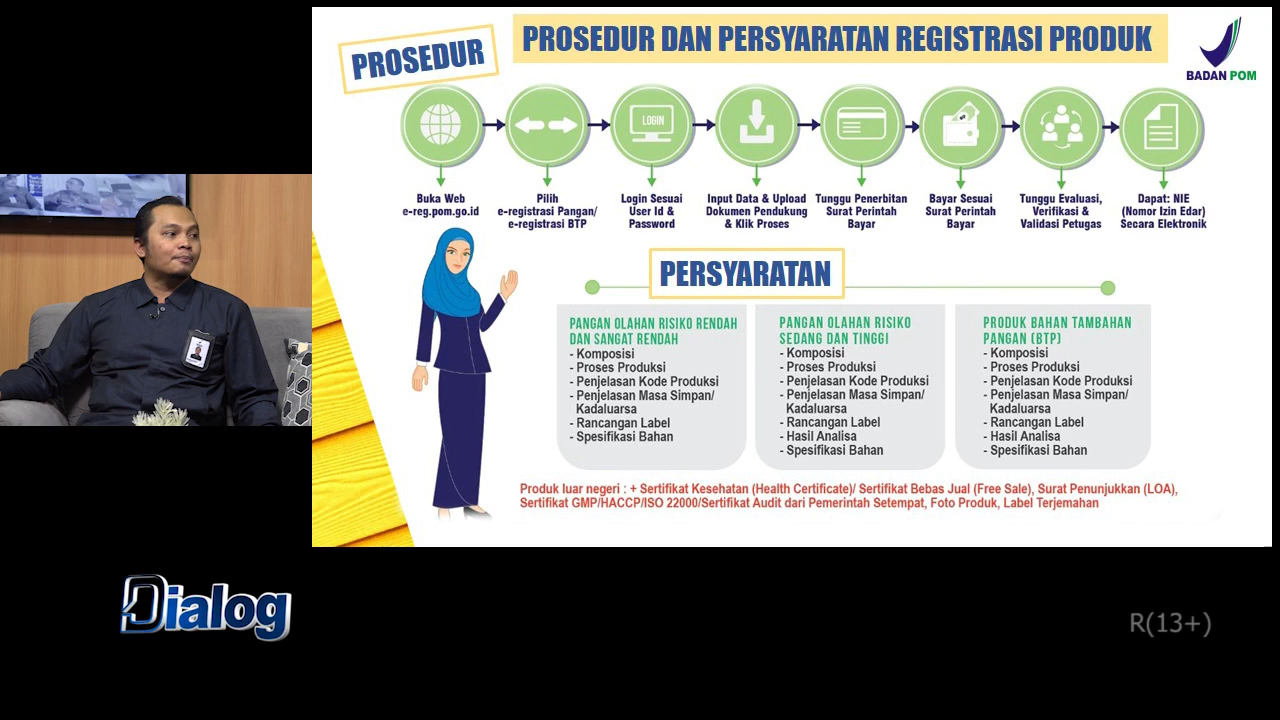 PROSEDUR DAN PERSYARATAN REGISTRASI PRODUK
PROSEDUR
BADAN POM
LOGIN
Buka Web
e-reg.pom.go.id
Pilih
e-registrasi Pangan/
e-registrasi BTP
Login Sesuai
User Id &
Password
Input Data & Upload
Dokumen Pendukung
& Klik Proses
Tunggu Penerbitan
Surat Perintah
Bayar
Bayar Sesuai
Surat Perintah
Bayar
Tunggu Evaluasi,
Verifikasi &
Validasi Petugas
Dapat: NIE
(Nomor Izin Edar)
Secara Elektronik
PERSYARATAN
PANGAN OLAHAN RISIKO RENDAH
DAN SANGAT RENDAH
- Komposisi
- Proses Produksi
- Penjelasan Kode Produksi
- Penjelasan Masa Simpan/
Kadaluarsa
- Rancangan Label
- Spesifikasi Bahan
PANGAN OLAHAN RISIKO
SEDANG DAN TINGGI
- Komposisi
- Proses Produksi
- Penjelasan Kode Produksi
- Penjelasan Masa Simpan/
Kadaluarsa
- Rancangan Label
- Hasil Analisa
- Spesifikasi Bahan
PRODUK BAHAN TAMBAHAN
PANGAN (BTP)
- Komposisi
- Proses Produksi
- Penjelasan Kode Produksi
- Penjelasan Masa Simpan/
Kadaluarsa
- Rancangan Label
- Hasil Analisa
- Spesifikasi Bahan
Produk luar negeri : + Sertifikat Kesehatan (Health Certificate)/ Sertifikat Bebas Jual (Free Sale), Surat Penunjukkan (LOA),
Sertifikat GMP/HACCP/ISO 22000/Sertifikat Audit dari Pemerintah Setempat, Foto Produk, Label Terjemahan
Dialog
R(13+)